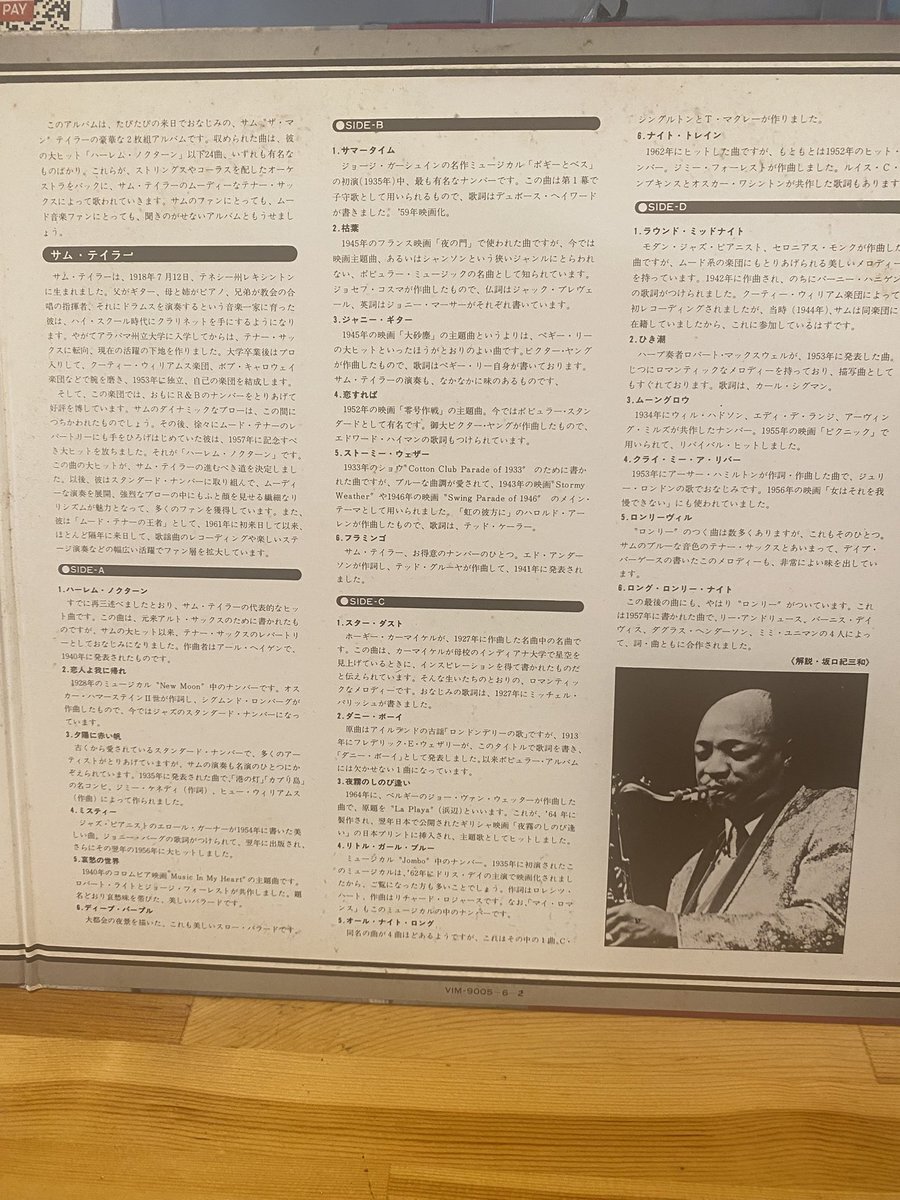 PAY
このアルバムは、たびたびの来日でおなじみの、サム〝ザ・マ
ン〟テイラーの豪華な2枚組アルバムです。収められた曲は、彼
の大ヒット「ハーレム・ノクターン」以下24曲、いずれも有名な
ものばかり。これらが、ストリングスやコーラスを配したオーケ
ストラをバックに、サム・テイラーのムーディーなテナー・サッ
クスによって歌われていきます。サムのファンにとっても、ムー
ド音楽ファンにとっても、聞きのがせないアルバムともうせまし
ょう。
サム・テイラー
サム・テイラーは、1918年7月12日、テネシー州レキシントン
に生まれました。父がギター、母と姉がピアノ、兄弟が教会の合
唱の指揮者、それにドラムスを演奏するという音楽一家に育った
彼は、ハイ・スクール時代にクラリネットを手にするようになり
ます。やがてアラバマ州立大学に入学してからは、テナー・サッ
クスに転向、現在の活躍の下地を作りました。大学卒業後はプロ
入りして、クーティー・ウィリアムス楽団、ボブ・キャロウェイ
楽団などで腕を磨き、1953年に独立、自己の楽団を結成します。
そして、この楽団では、おもにR&Bのナンバーをとりあげて
好評を博しています。サムのダイナミックなブローは、この間に
つちかわれたものでしょう。その後、徐々にムード・テナーのレ
パートリーにも手をひろげはじめていた彼は、1957年に記念すべ
き大ヒットを放ちました。それが「ハーレム・ノクターン」です。
この曲の大ヒットが、サム・テイラーの進むべき道を決定しまし
た。以後、彼はスタンダード・ナンバーに取り組んで、ムーディ
ーな演奏を展開、強烈なブローの中にもふと顔を見せる繊細なリ
リズムが魅力となって、多くのファンを獲得しています。また、
彼は「ムード・テナーの王者」として、1961年に初来日して以来、
ほとんど隔年に来日して、歌謡曲のレコーディングや楽しいステ
ージ演奏などの幅広い活躍でファン層を拡大しています。
SIDE-A
1.ハーレム・ノクターン
すでに再三述べましたとおり、サム・テイラーの代表的なヒッ
ト曲です。この曲は、元来アルト・サックスのために書かれたも
のですが、サムの大ヒット以来、テナー・サックスのレパートリ
ーとしておなじみになりました。作曲者はアール・ヘイゲンで、
1940年に発表されたものです。
2.恋人よ我に帰れ
1928年のミュージカル〝New Moon〟中のナンバーです。オス
カー・ハマーステインII世が作詞し、シグムンド・ロンバーグが
作曲したもので、今ではジャズのスタンダード・ナンバーになっ
ています。
3.夕陽に赤い帆
古くから愛されているスタンダード・ナンバーで、多くのアー
ティストがとりあげていますが、サムの演奏も名演のひとつにか
ぞえられています。1935年に発表された曲で、「港の灯」「カプリ島」
の名コンビ、ジミー・ケネディ（作詞）、ヒュー・ウィリアムス
（作曲）によって作られました。
4.ミスティー
ジャズ・ピアニストのエロール・ガーナーが1954年に書いた美
しい曲。ジョニー・バーグの歌詞がつけられて、翌年に出版され、
さらにその翌年の1956年に大ヒットしました。
5.哀愁の世界
1940年のコロムビア映画〝Music In My Heart〟の主題曲です。
ロバート・ライトとジョージ・フォーレストが共作しました。題
名どおり哀愁味を帯びた、美しいバラードです。
6.ディープ・パープル
大都会の夜景を描いた、これも美しいスロー・バラードです。
SIDE-B
1.サマータイム
ジョージ・ガーシュインの名作ミュージカル「ポギーとベス」
の初演(1935年)中、最も有名なナンバーです。この曲は第1幕で
子守歌として用いられるもので、歌詞はデュボース・ヘイワード
が書きました。'59年映画化。
2.枯葉
1945年のフランス映画「夜の門」で使われた曲ですが、今では
映画主題曲、あるいはシャンソンという狭いジャンルにとらわれ
ない、ポピュラー・ミュージックの名曲として知られています。
ジョセフ・コスマが作曲したもので、仏詞はジャック・プレヴェ
ール、英詞はジョニー・マーサーがそれぞれ書いています。
3.ジャニー・ギター
1945年の映画「大砂塵」の主題曲というよりは、ペギー・リー
の大ヒットといったほうがとおりのよい曲です。ビクター・ヤング
が作曲したもので、歌詞はペギー・リー自身が書いております。
サム・テイラーの演奏も、なかなかに味のあるものです、
4.恋すれば
1952年の映画「零号作戦」の主題曲。今ではポピュラー・スタン
ダードとして有名です。御大ビクター・ヤングが作曲したもので、
エドワード・ハイマンの歌詞もつけられています。
5.ストーミー・ウェザー
1933年のショウ〝Cotton Club Parade of 1933〟のために書か
れた曲ですが、ブルーな曲調が愛されて、1943年の映画〝Stormy
Weather〟や1946年の映画〝Swing Parade of 1946〟のメイン・
テーマとして用いられました。「虹の彼方に」のハロルド・アー
レンが作曲したもので、歌詞は、テッド・ケーラー。
6.フラミンゴ
サム・テイラー、お得意のナンバーのひとつ。エド・アンダー
ソンが作詞し、テッド・グルーヤが作曲して、1941年に発表され
ました。
SIDE-C
1.スター・ダスト
ホーギー・カーマイケルが、1927年に作曲した名曲中の名曲で
す。この曲は、カーマイケルが母校のインディアナ大学で星空を
見上げているときに、インスピレーションを得て書かれたものだ
と伝えられています。そんな生いたちのとおりの、ロマンティッ
クなメロディーです。おなじみの歌詞は、1927年にミッチェル・
パリッシュが書きました。
2.ダニー・ボーイ
原曲はアイルランドの古謡「ロンドンデリーの歌」ですが、1913
年にフレデリック・E・ウェザリーが、このタイトルで歌詞を書き、
「ダニー・ボーイ」として発表しました。以来ポピュラー・アルバム
には欠かせない1曲になっています。
3.夜霧のしのび逢い
1964年に、ベルギーのジョー・ヴァン・ウェッターが作曲した
曲で、原題を〝La Playa〟(浜辺)といいます。これが、'64年に
製作され、翌年日本で公開されたギリシャ映画「夜霧のしのび逢
い」の日本プリントに挿入され、主題歌としてヒットしました。
4.リトル・ガール・ブルー
ミュージカル〝Jombo〟中のナンバー。1935年に初演されたこ
のミュージカルは、'62年にドリス・デイの主演で映画化されまし
たから、ご覧になった方も多いことでしょう。作詞はロレンツ・
ハート、作曲はリチャード・ロジャースです。なお、「マイ・ロマ
ンス」もこのミュージカルの中のナンバーです。
5.オール・ナイト・ロング
同名の曲が4曲ほどあるようですが、これはその中の1曲。C・
シングルトンとT・マクレーが作りました。
6.ナイト・トレイン
1962年にヒットした曲ですが、もともとは1952年のヒット・
ンバー。ジミー・フォーレストが作曲しました。ルイス・C・
ンプキンスとオスカー・ワシントンが共作した歌詞もあります
SIDE-D
1.ラウンド・ミッドナイト
モダン・ジャズ・ピアニスト、セロニアス・モンクが作曲した
曲ですが、ムード系の楽団にもとりあげられる美しいメロディー
を持っています。1942年に作曲され、のちにバーニー・ハニゲン
の歌詞がつけられました。クーティー・ウィリアム楽団によって
初レコーディングされましたが、当時（1944年）、サムは同楽団に
在籍していましたから、これに参加しているはずです。
2.ひき潮
ハープ奏者ロバート・マックスウェルが、1953年に発表した曲。
じつにロマンティックなメロディーを持っており、描写曲として
もすぐれております。歌詞は、カール・シグマン。
3.ムーングロウ
1934年にウィル・ハドソン、エディ・デ・ランジ、アーヴィン
グ・ミルズが共作したナンバー。1955年の映画「ピクニック」で
用いられて、リバイバル・ヒットしました。
4.クライ・ミー・ア・リバー
1953年にアーサー・ハミルトンが作詞・作曲した曲で、ジュリ
ー・ロンドンの歌でおなじみです。1956年の映画「女はそれを我
慢できない」にも使われていました。
5.ロンリーヴィル
〝ロンリー〟のつく曲は数多くありますが、これもそのひとつ。
サムのブルーな音色のテナー・サックスとあいまって、デイブ・
バーゲースの書いたこのメロディーも、非常によい味を出してい
ます。
6.ロング・ロンリー・ナイト
この最後の曲にも、やはり〝ロンリー〟がついています。これ
は1957年に書かれた曲で、リー・アンドリュース、バーニス・デイ
ヴィス、ダグラス・ヘンダーソン、ミミ・ユニマンの4人によっ
て、詞・曲ともに合作されました。
《解説・坂口紀三和》
VIM-9005-6-2